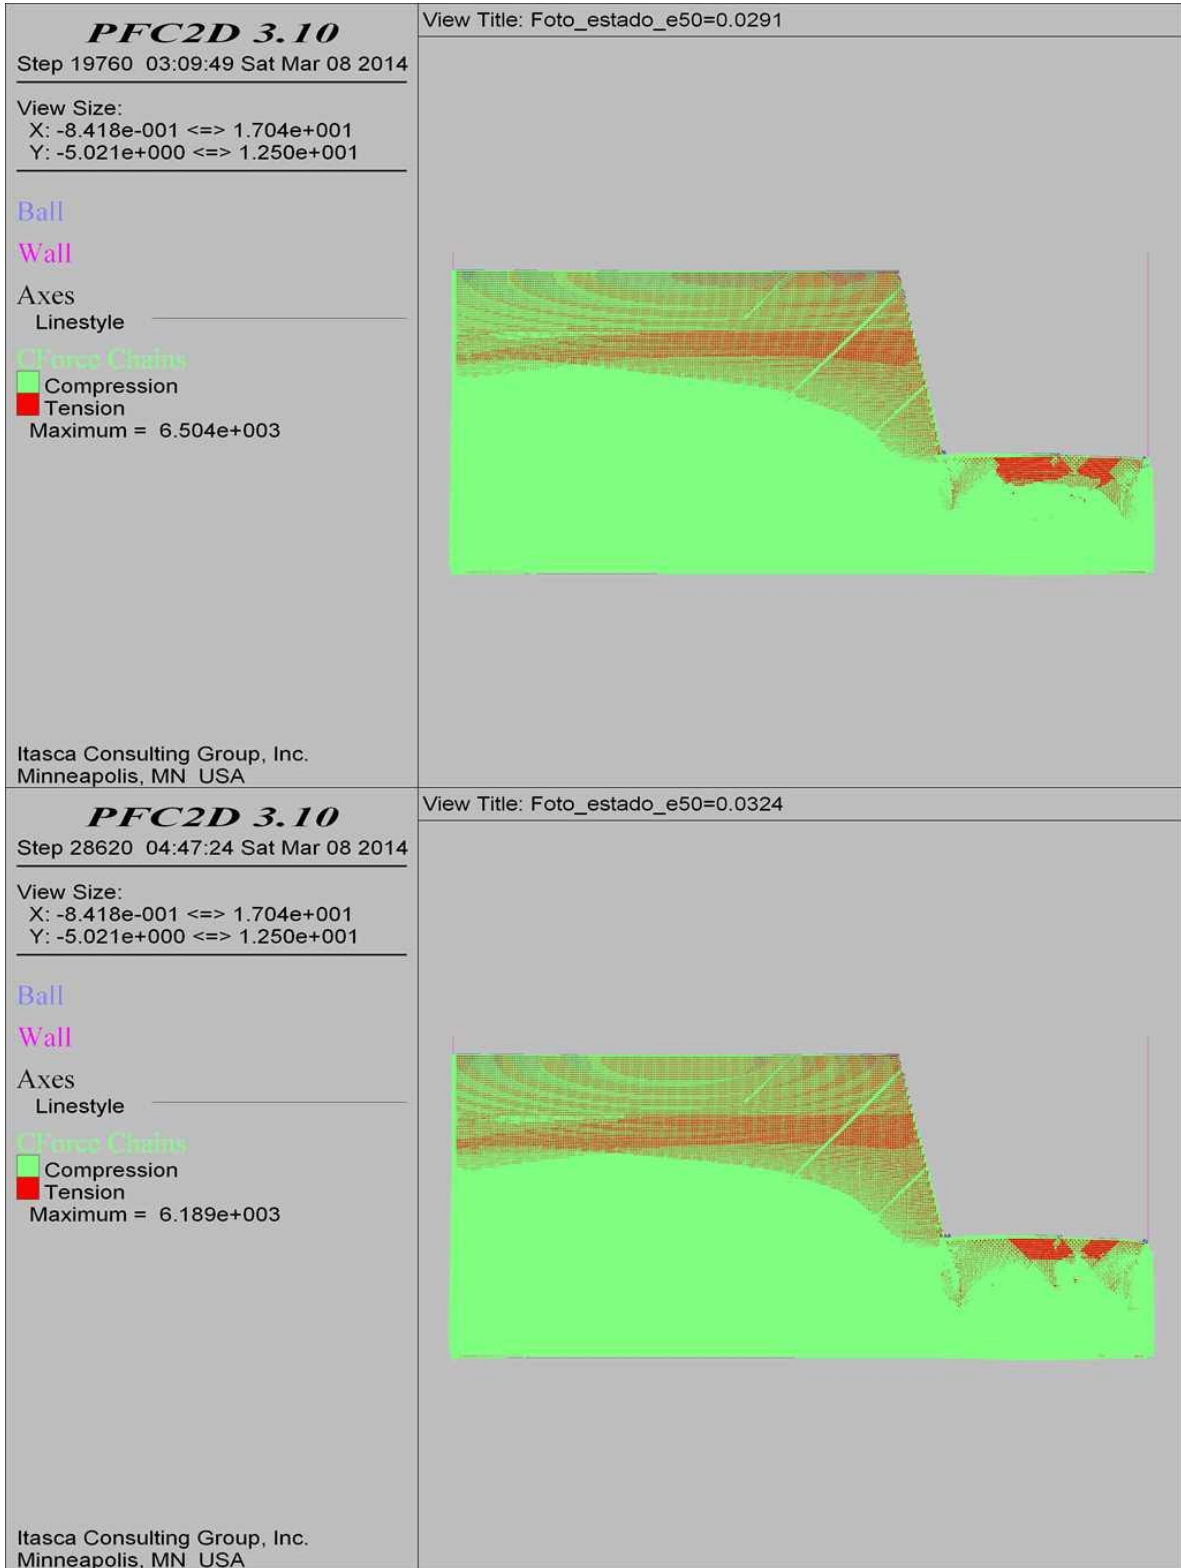 PFC2D 3.10
Step 19760 03:09:49 Sat Mar 08 2014
View Size:
X: -8.418e-001 <=> 1.704e+001
Y: -5.021e+000 <=> 1.250e+001
Ball
Wall
Axes
Linestyle
CForce Chains
Compression
Tension
Maximum = 6.504e+003
Itasca Consulting Group, Inc.
Minneapolis, MN USA
View Title: Foto_estado_e50=0.0291
PFC2D 3.10
Step 28620 04:47:24 Sat Mar 08 2014
View Size:
X: -8.418e-001 <=> 1.704e+001
Y: -5.021e+000 <=> 1.250e+001
Ball
Wall
Axes
Linestyle
CForce Chains
Compression
Tension
Maximum = 6.189e+003
Itasca Consulting Group, Inc.
Minneapolis, MN USA
View Title: Foto_estado_e50=0.0324